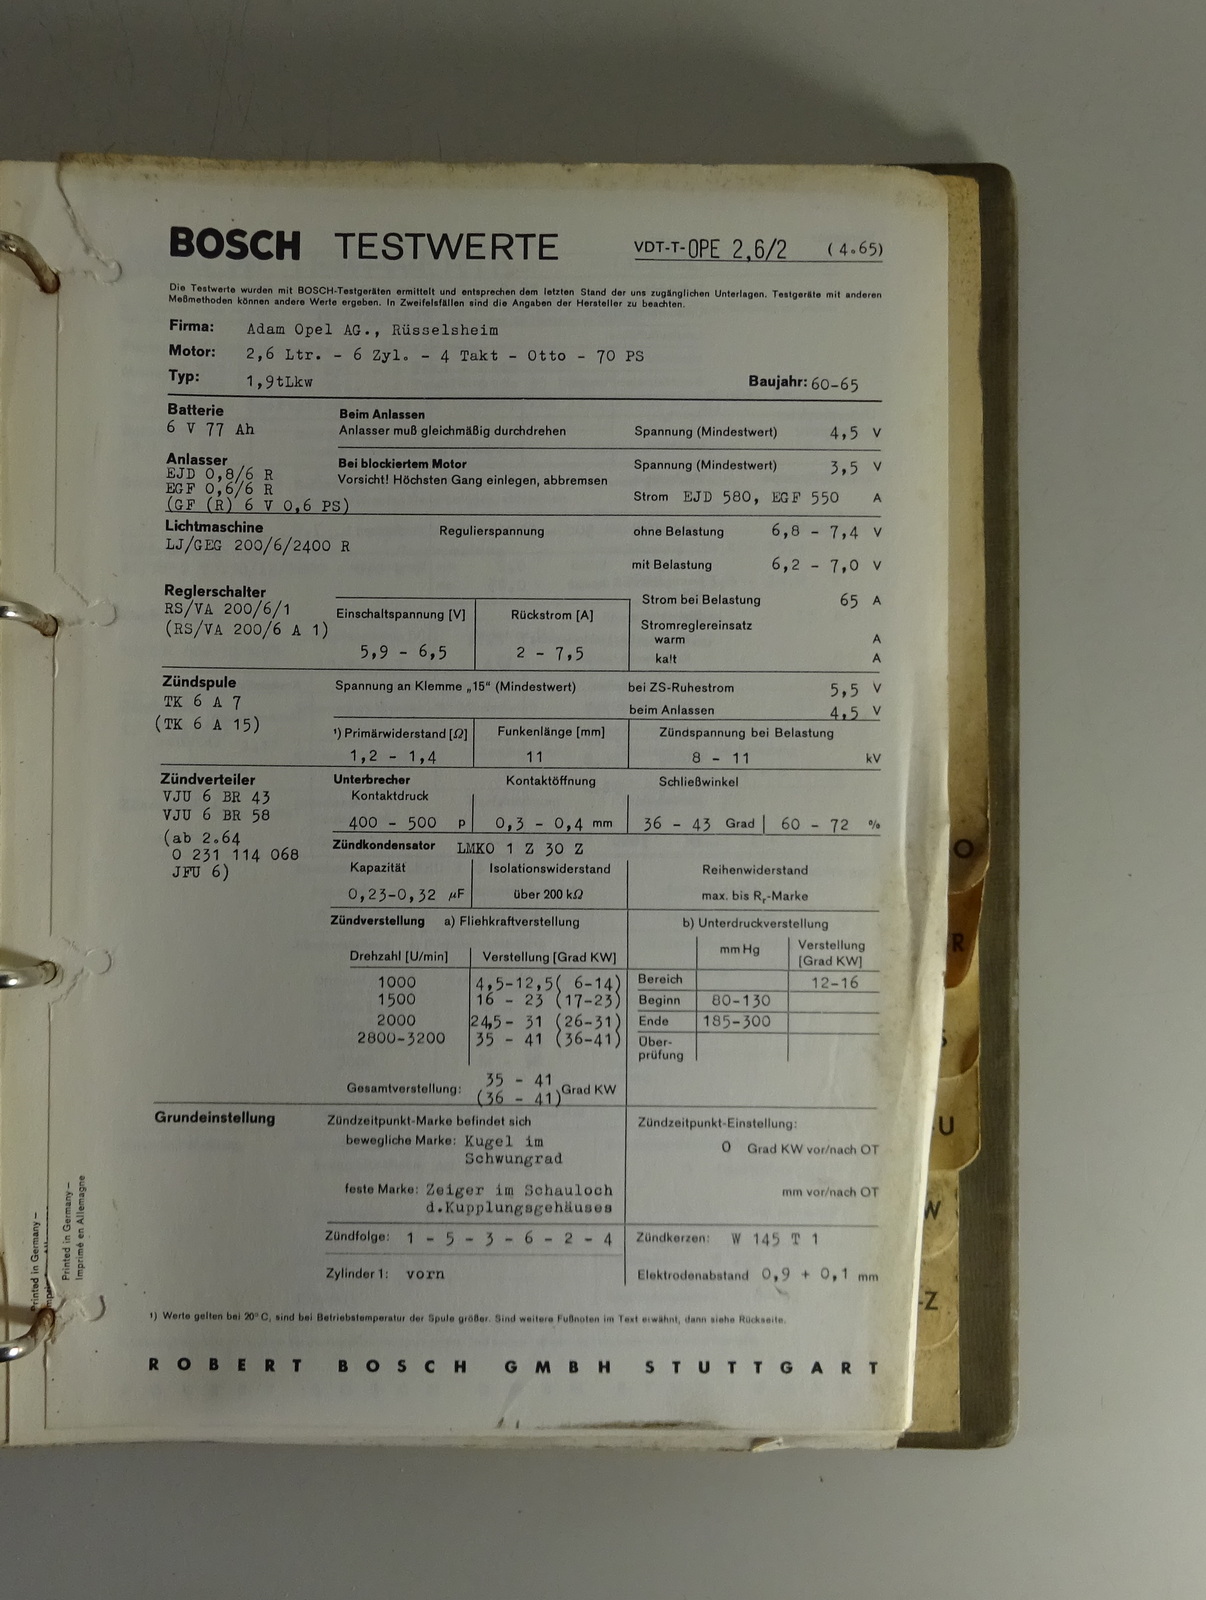 BOSCH TESTWERTE VDT-T-OPE 2,6/2 (4.65)
Die Testwerte wurden mit BOSCH-Testgeräten ermittelt und entsprechen dem letzten Stand der uns zugänglichen Unterlagen. Testgeräte mit anderen
Meßmethoden können andere Werte ergeben. In Zweifelsfällen sind die Angaben der Hersteller zu beachten.
Firma: Adam Opel AG., Rüsselsheim
Motor: 2,6 Ltr. - 6 Zyl. - 4 Takt - Otto - 70 PS
Typ: 1,9tLkw Baujahr: 60-65
Batterie Beim Anlassen
6 V 77 Ah Anlasser muß gleichmäßig durchdrehen Spannung (Mindestwert) 4,5 V
Anlasser Bei blockiertem Motor Spannung (Mindestwert) 3,5 V
EJD 0,8/6 R Vorsicht! Höchsten Gang einlegen, abbremsen
EGF 0,6/6 R Strom EJD 580, EGF 550 A
(GF (R) 6 V 0,6 PS)
Lichtmaschine Regulierspannung ohne Belastung 6,8 - 7,4 V
LJ/GEG 200/6/2400 R
mit Belastung 6,2 - 7,0 V
Reglerschalter
RS/VA 200/6/1 Einschaltspannung [V] Rückstrom [A] Strom bei Belastung 65 A
(RS/VA 200/6 A 1) Stromreglereinsatz
warm A
5,9 - 6,5 2 - 7,5 kalt A
Zündspule Spannung an Klemme „15" (Mindestwert) bei ZS-Ruhestrom 5,5 V
TK 6 A 7
(TK 6 A 15) beim Anlassen 4,5 V
¹) Primärwiderstand [Ω] Funkenlänge [mm] Zündspannung bei Belastung
1,2 - 1,4 11 8 - 11 kV
Zündverteiler Unterbrecher Kontaktöffnung Schließwinkel
VJU 6 BR 43 Kontaktdruck
VJU 6 BR 58 400 - 500 p 0,3 - 0,4 mm 36 - 43 Grad 60 - 72 %
(ab 2.64 Zündkondensator LMKO 1 Z 30 Z
0 231 114 068 Kapazität Isolationswiderstand Reihenwiderstand
JFU 6) 0,23-0,32 µF über 200 kΩ max. bis Rr-Marke
Zündverstellung a) Fliehkraftverstellung b) Unterdruckverstellung
Drehzahl [U/min] Verstellung [Grad KW] mm Hg Verstellung [Grad KW]
1000 4,5-12,5( 6-14) Bereich 12-16
1500 16 - 23 (17-23) Beginn 80-130
2000 24,5- 31 (26-31) Ende 185-300
2800-3200 35 - 41 (36-41) Über-
prüfung
Gesamtverstellung: 35 - 41 Grad KW
(36 - 41)
Grundeinstellung Zündzeitpunkt-Marke befindet sich Zündzeitpunkt-Einstellung:
bewegliche Marke: Kugel im 0 Grad KW vor/nach OT
Schwungrad
feste Marke: Zeiger im Schauloch mm vor/nach OT
d.Kupplungsgehäuses
Zündfolge: 1 - 5 - 3 - 6 - 2 - 4 Zündkerzen: W 145 T 1
Zylinder 1: vorn Elektrodenabstand 0,9 + 0,1 mm
¹) Werte gelten bei 20° C, sind bei Betriebstemperatur der Spule größer. Sind weitere Fußnoten im Text erwähnt, dann siehe Rückseite.
ROBERT BOSCH GMBH STUTTGART
Printed in Germany —
Printed in Germany —
Imprimé en Allemagne
O
R
S
-U
W
-Z